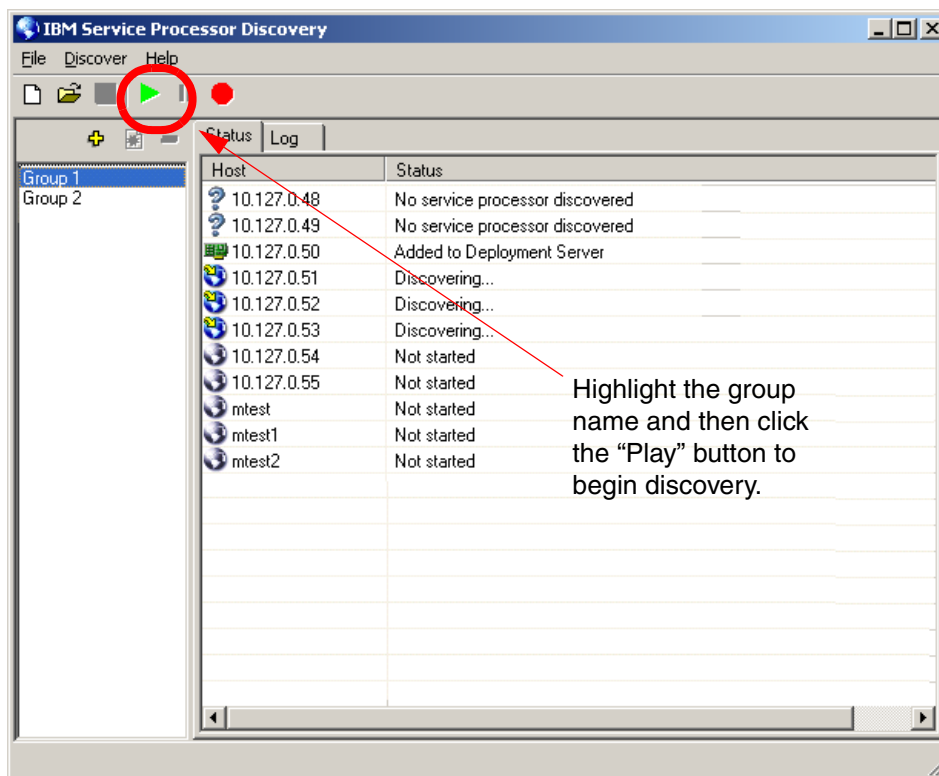 IBM Service Processor Discovery
File Discover Help
Status Log
Group 1
Group 2
Host Status
10.127.0.48 No service processor discovered
10.127.0.49 No service processor discovered
10.127.0.50 Added to Deployment Server
10.127.0.51 Discovering...
10.127.0.52 Discovering...
10.127.0.53 Discovering...
10.127.0.54 Not started
10.127.0.55 Not started
mtest Not started
mtest1 Not started
mtest2 Not started
Highlight the group
name and then click
the “Play” button to
begin discovery.